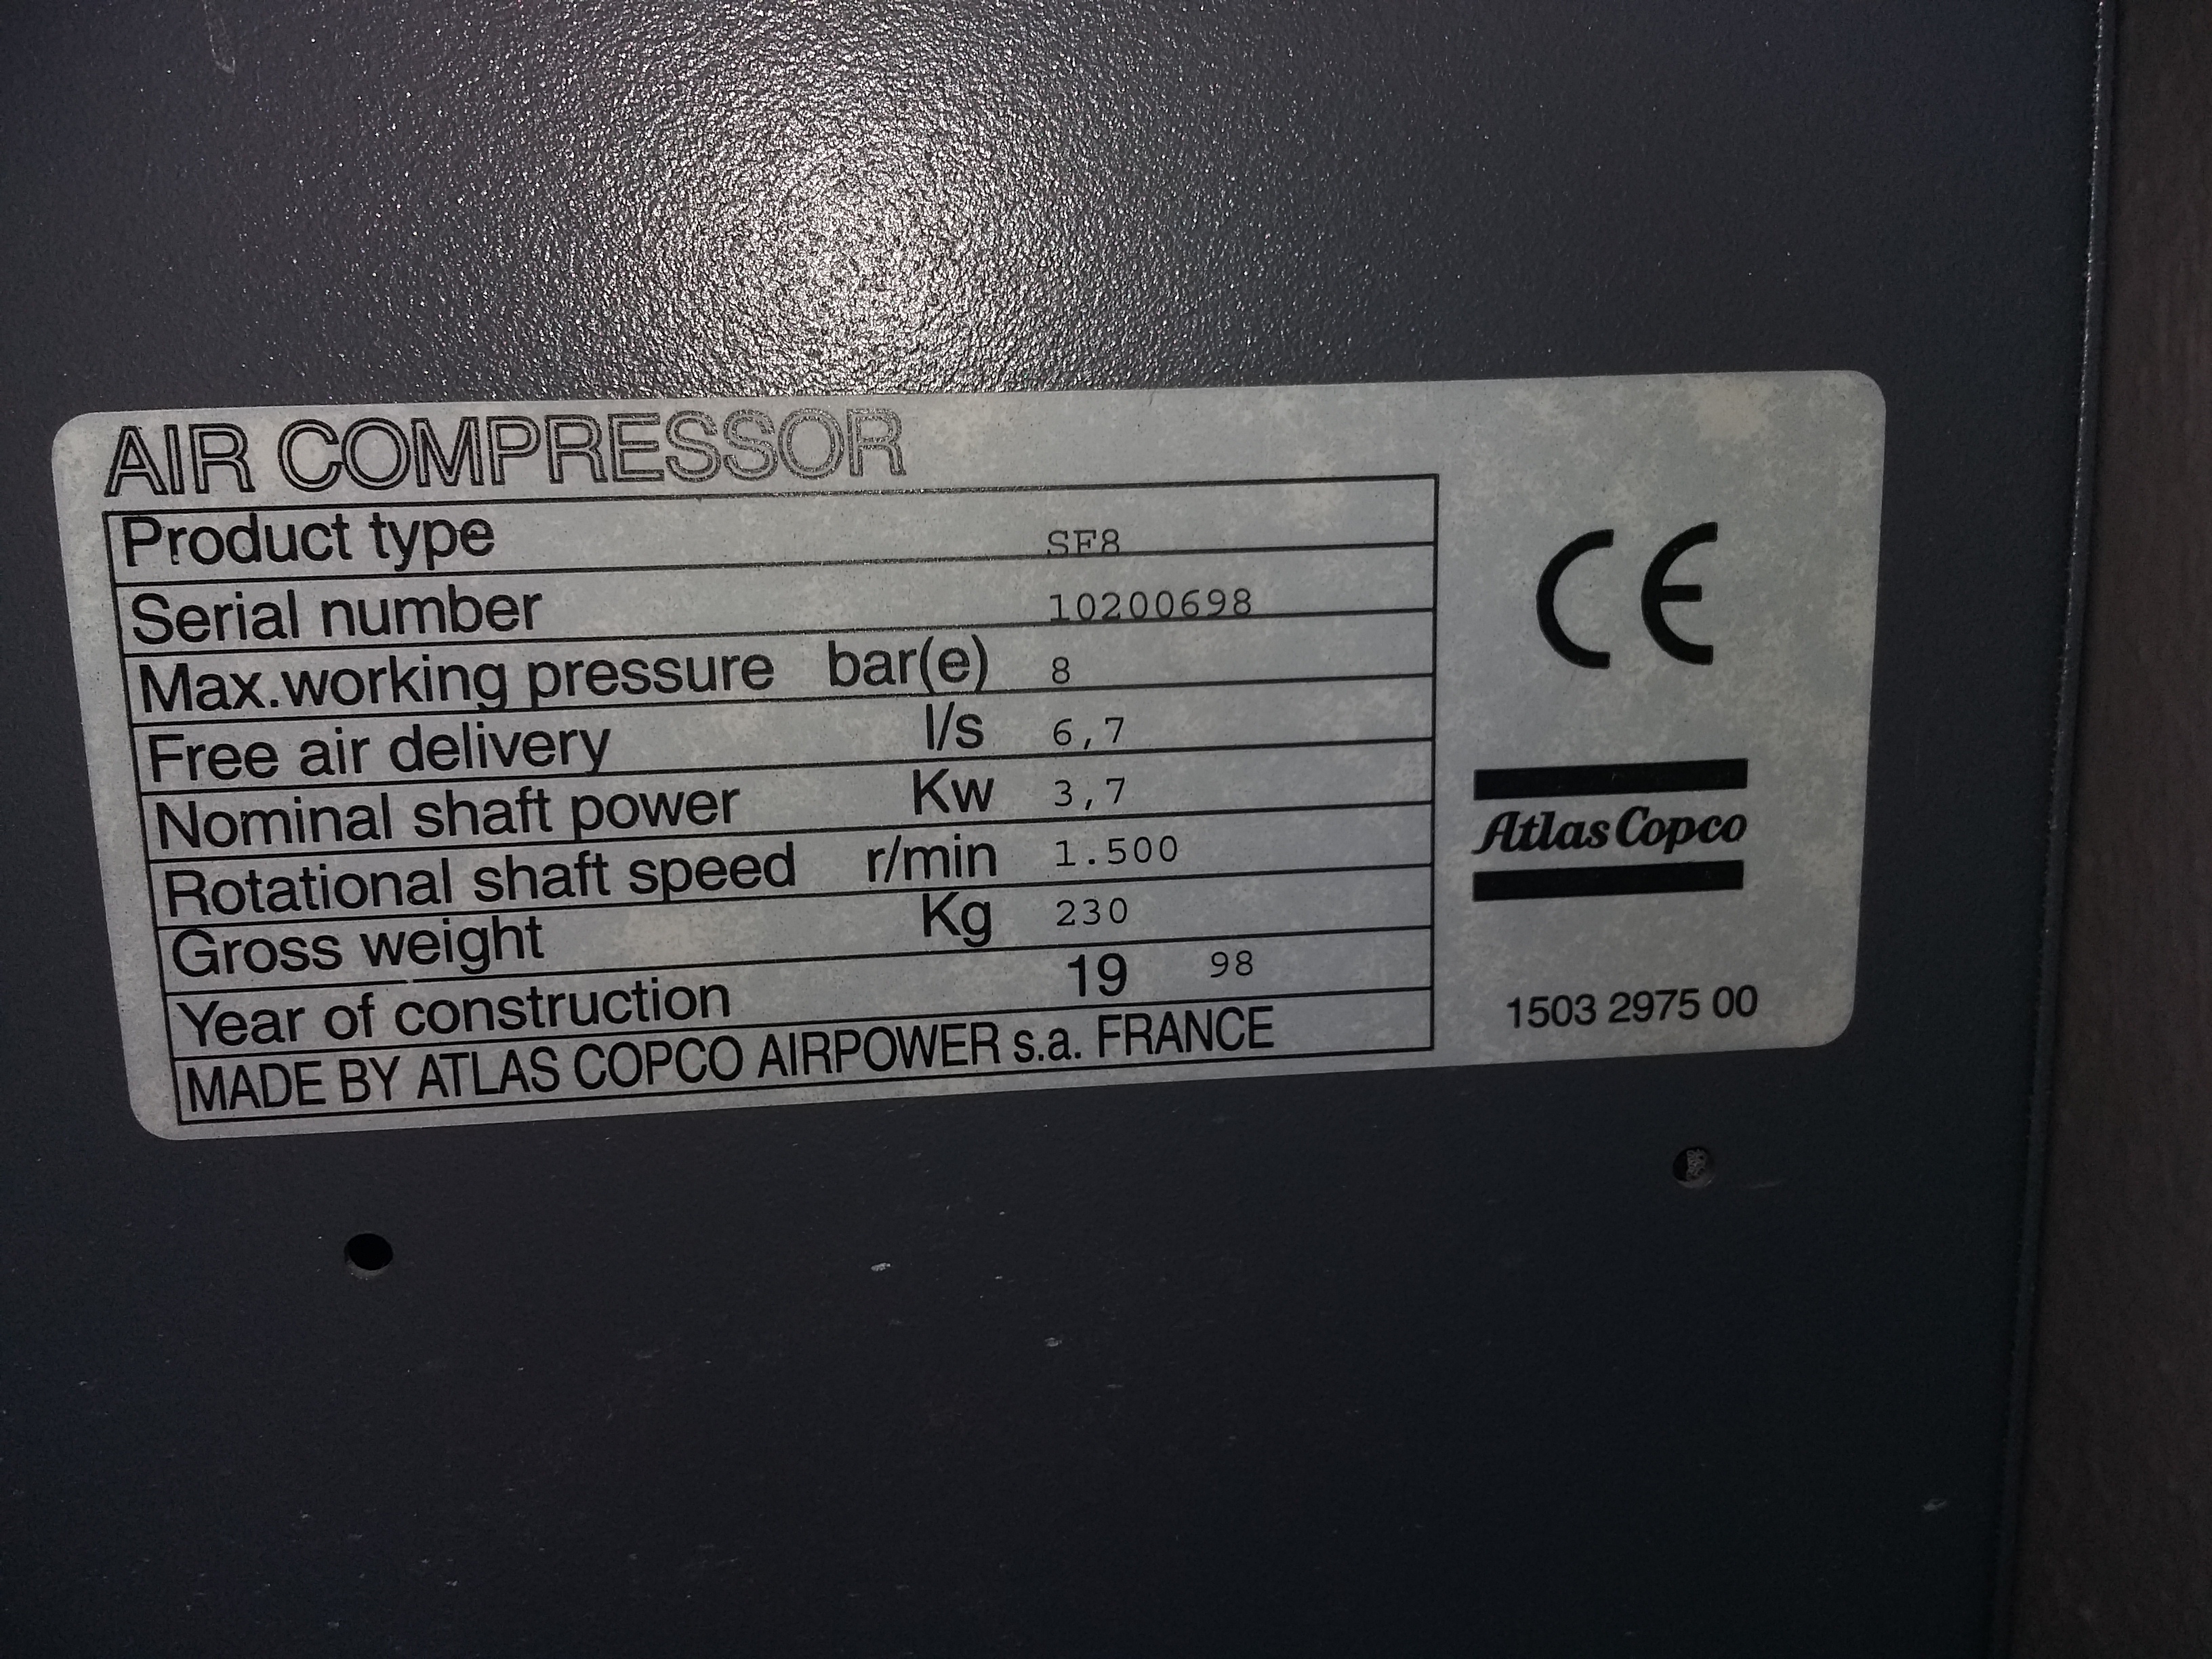 AIR COMPRESSOR
Product type SF8
Serial number 10200698
Max.working pressure bar(e) 8
Free air delivery l/s 6,7
Nominal shaft power Kw 3,7
Rotational shaft speed r/min 1.500
Gross weight Kg 230
Year of construction 19 98
MADE BY ATLAS COPCO AIRPOWER s.a. FRANCE
CE
Atlas Copco
1503 2975 00